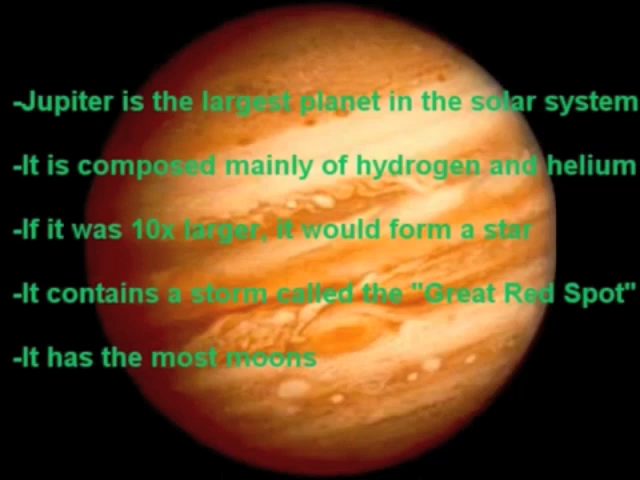 -Jupiter is the largest planet in the solar system
-It is composed mainly of hydrogen and helium
-If it was 10x larger, it would form a star
-It contains a storm called the "Great Red Spot"
-It has the most moons